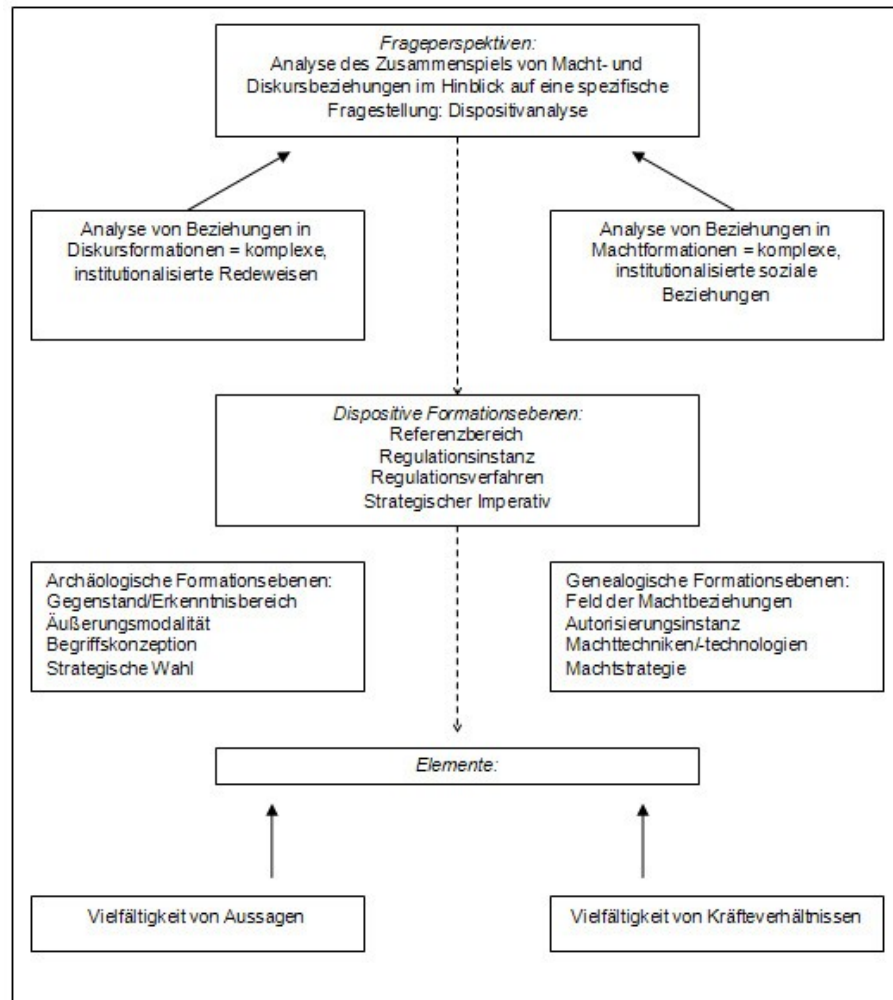 Frageperspektiven:
Analyse des Zusammenspiels von Macht- und
Diskursbeziehungen im Hinblick auf eine spezifische
Fragestellung: Dispositivanalyse
Analyse von Beziehungen in
Diskursformationen = komplexe,
institutionalisierte Redeweisen
Analyse von Beziehungen in
Machtformationen = komplexe,
institutionalisierte soziale
Beziehungen
Dispositive Formationsebenen:
Referenzbereich
Regulationsinstanz
Regulationsverfahren
Strategischer Imperativ
Archäologische Formationsebenen:
Gegenstand/Erkenntnisbereich
Äußerungsmodalität
Begriffskonzeption
Strategische Wahl
Genealogische Formationsebenen:
Feld der Machtbeziehungen
Autorisierungsinstanz
Machttechniken/-technologien
Machtstrategie
Elemente:
Vielfältigkeit von Aussagen
Vielfältigkeit von Kräfteverhältnissen